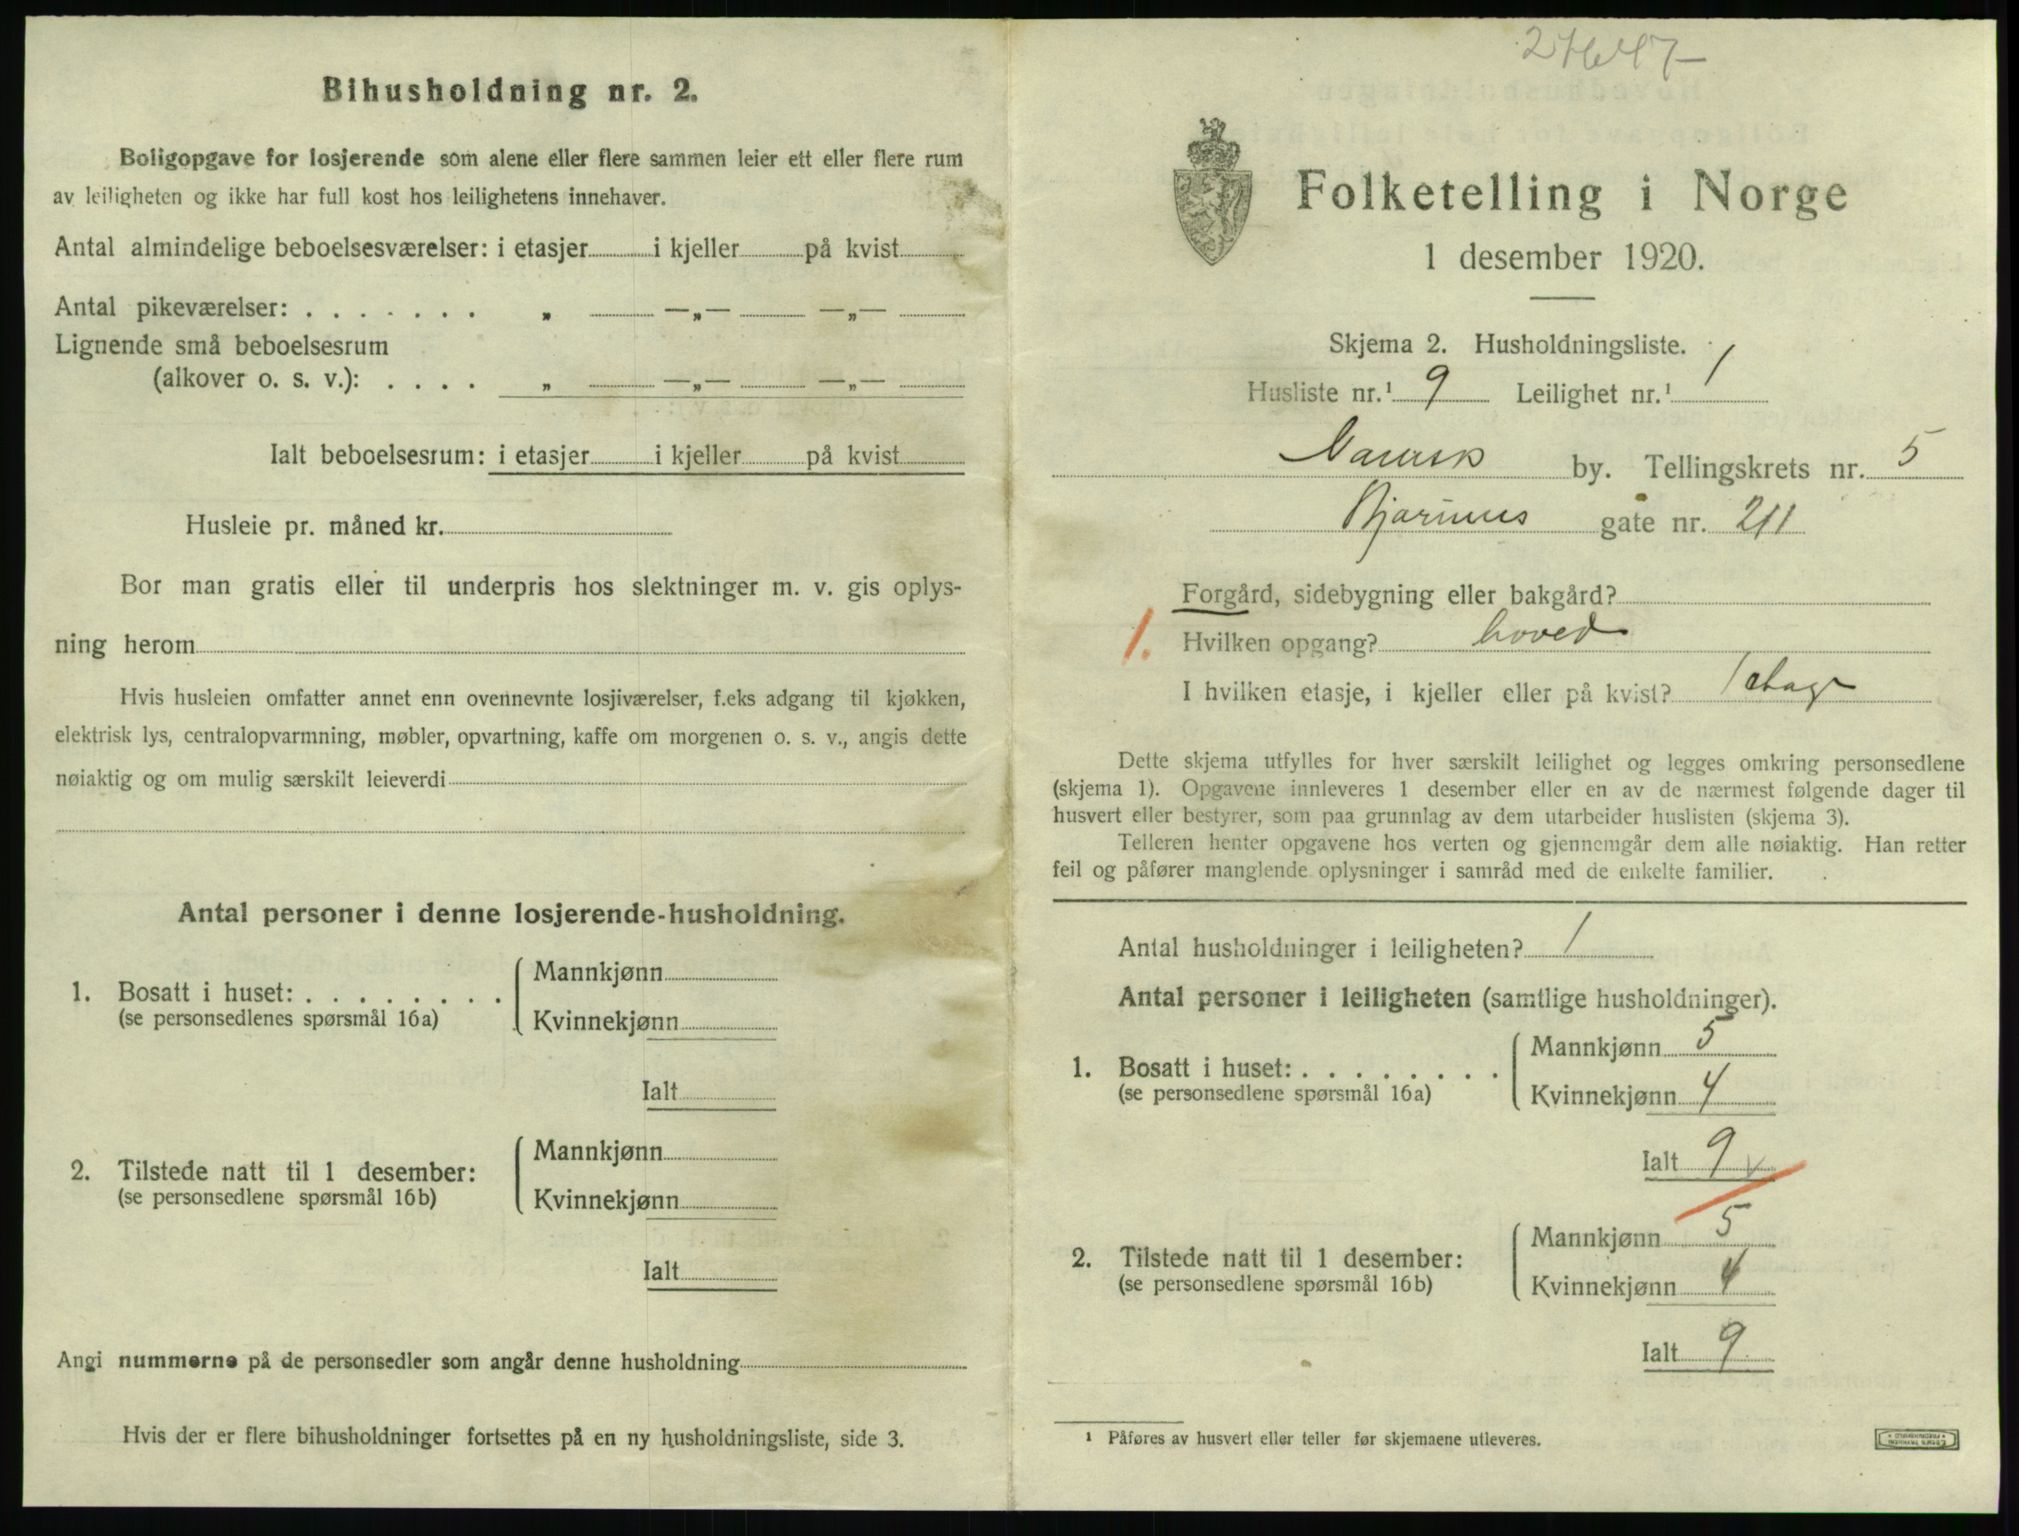 Bihusholdning nr. 2.
Boligopgave for losjerende som alene eller flere sammen leier ett eller flere rum
av leiligheten og ikke har full kost hos leilighetens innehaver.
Antal almindelige beboelsesværelser: i etasjer i kjeller på kvist
Antal pikeværelser: . . . . . . . „ —„— —„—
Lignende små beboelsesrum
(alkover o. s. v.): . . . . „ —„— —„—
Ialt beboelsesrum: i etasjer i kjeller på kvist
Husleie pr. måned kr.
Bor man gratis eller til underpris hos slektninger m. v. gis oplys-
ning herom
Hvis husleien omfatter annet enn ovennevnte losjiværelser, f.eks adgang til kjøkken,
elektrisk lys, centralopvarmning, møbler, opvartning, kaffe om morgenen o. s. v., angis dette
nøiaktig og om mulig særskilt leieverdi
Antal personer i denne losjerende-husholdning.
1. Bosatt i huset: . . . . . . . .
(se personsedlenes spørsmål 16a)
Mannkjønn
Kvinnekjønn
Ialt
2. Tilstede natt til 1 desember:
(se personsedlene spørsmål 16b)
Mannkjønn
Kvinnekjønn
Ialt
Angi nummerne på de personsedler som angår denne husholdning
Hvis der er flere bihusholdninger fortsettes på en ny husholdningsliste, side 3.
Folketelling i Norge
1 desember 1920.
Skjema 2. Husholdningsliste.
Husliste nr.¹ 9 Leilighet nr.¹ 1
by. Tellingskrets nr. 5
gate nr. 211
Forgård, sidebygning eller bakgård?
1. Hvilken opgang? hoved
I hvilken etasje, i kjeller eller på kvist? 1 etage
Dette skjema utfylles for hver særskilt leilighet og legges omkring personsedlene
(skjema 1). Opgavene innleveres 1 desember eller en av de nærmest følgende dager til
husvert eller bestyrer, som paa grunnlag av dem utarbeider huslisten (skjema 3).
Telleren henter opgavene hos verten og gjennemgår dem alle nøiaktig. Han retter
feil og påfører manglende oplysninger i samråd med de enkelte familier.
Antal husholdninger i leiligheten? 1
Antal personer i leiligheten (samtlige husholdninger).
1. Bosatt i huset: . . . . . . . .
(se personsedlene spørsmål 16a)
Mannkjønn 5
Kvinnekjønn 4
Ialt 9
2. Tilstede natt til 1 desember:
(se personsedlene spørsmål 16b)
Mannkjønn 5
Kvinnekjønn 4
Ialt 9
¹ Påføres av husvert eller teller før skjemaene utleveres.